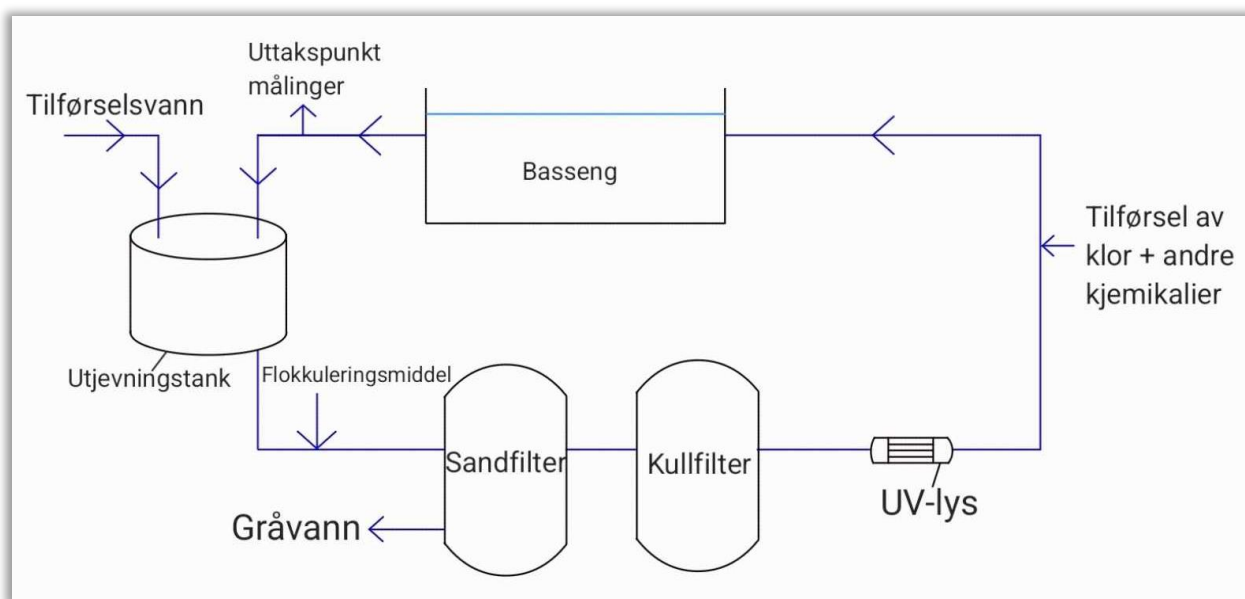 Uttakspunkt
målinger
Tilførselsvann
Basseng
Tilførsel av
klor + andre
kjemikalier
Utjevningstank
Flokkuleringsmiddel
Sandfilter
Kullfilter
UV-lys
Gråvann